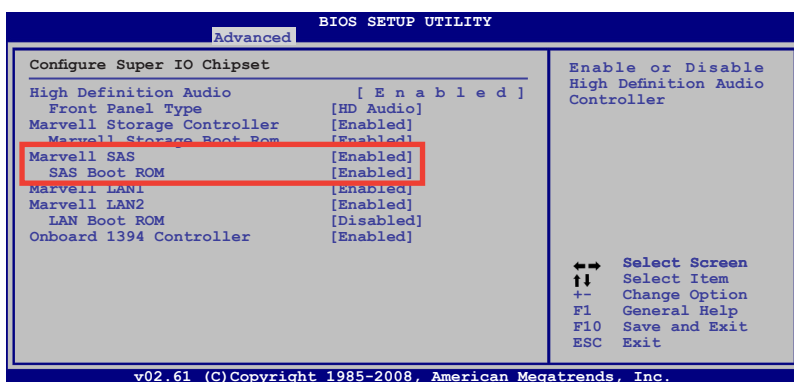 BIOS SETUP UTILITY
Advanced
Configure Super IO Chipset
High Definition Audio [ E n a b l e d ]
Front Panel Type [HD Audio]
Marvell Storage Controller [Enabled]
Marvell Storage Boot Rom [Enabled]
Marvell SAS [Enabled]
SAS Boot ROM [Enabled]
Marvell LAN1 [Enabled]
Marvell LAN2 [Enabled]
LAN Boot ROM [Disabled]
Onboard 1394 Controller [Enabled]
Enable or Disable
High Definition Audio
Controller
←→ Select Screen
↑↓ Select Item
+- Change Option
F1 General Help
F10 Save and Exit
ESC Exit
v02.61 (C)Copyright 1985-2008, American Megatrends, Inc.